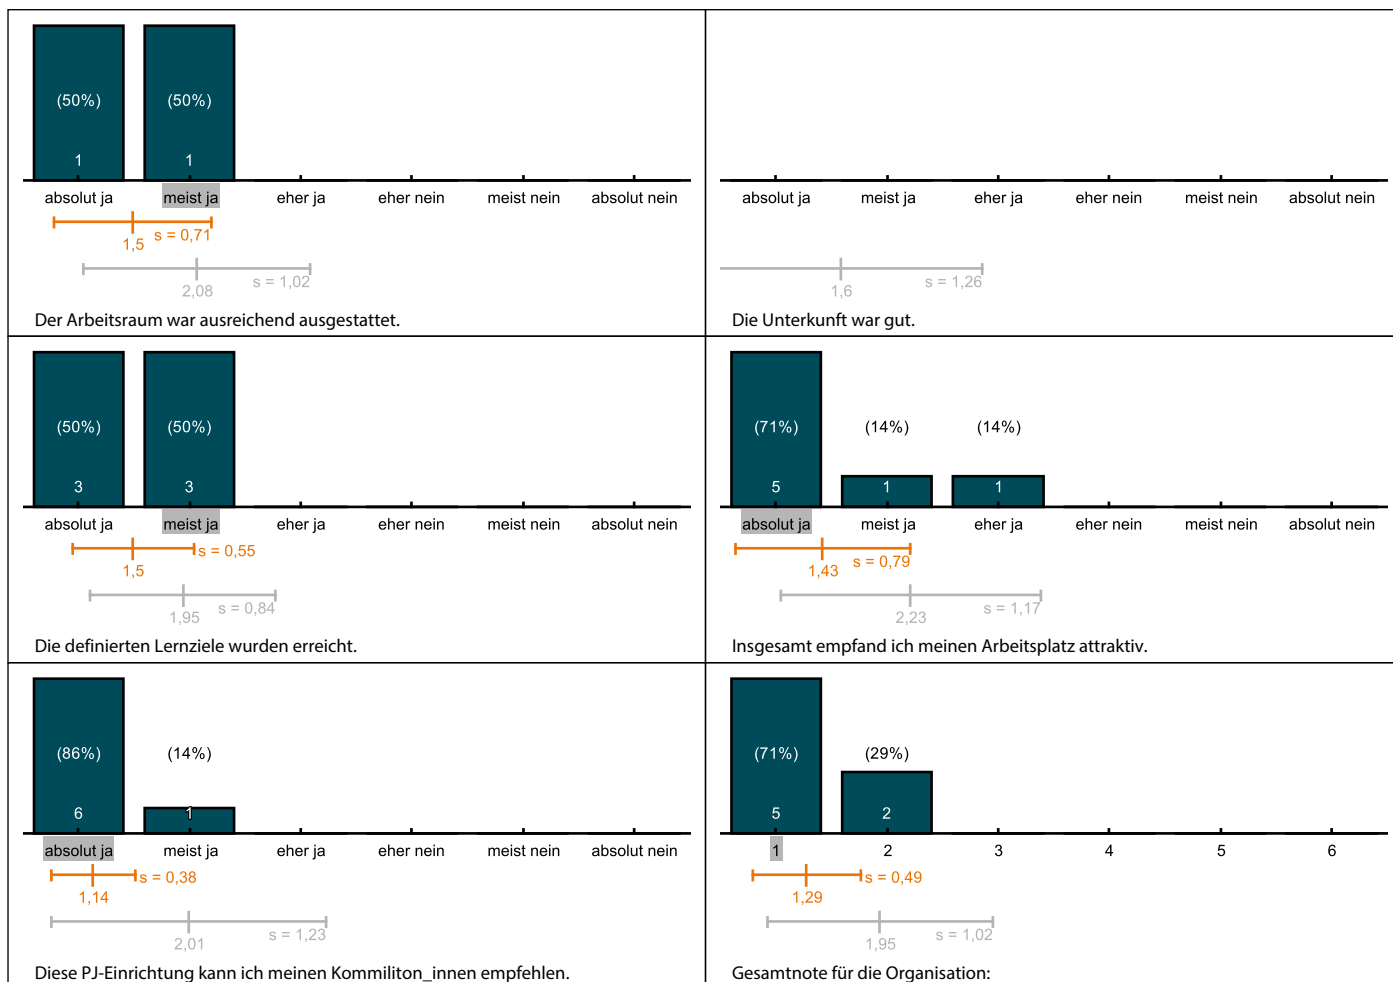 (50%) (50%)
1 1
absolut ja meist ja eher ja eher nein meist nein absolut nein
s = 0,71
1,5
s = 1,02
2,08
Der Arbeitsraum war ausreichend ausgestattet.
absolut ja meist ja eher ja eher nein meist nein absolut nein
s = 1,26
1,6
Die Unterkunft war gut.
(50%) (50%)
3 3
absolut ja meist ja eher ja eher nein meist nein absolut nein
s = 0,55
1,5
s = 0,84
1,95
Die definierten Lernziele wurden erreicht.
(71%) (14%) (14%)
5 1 1
absolut ja meist ja eher ja eher nein meist nein absolut nein
s = 0,79
1,43
s = 1,17
2,23
Insgesamt empfand ich meinen Arbeitsplatz attraktiv.
(86%) (14%)
6 1
absolut ja meist ja eher ja eher nein meist nein absolut nein
s = 0,38
1,14
s = 1,23
2,01
Diese PJ-Einrichtung kann ich meinen Kommiliton_innen empfehlen.
(71%) (29%)
5 2
1 2 3 4 5 6
s = 0,49
1,29
s = 1,02
1,95
Gesamtnote für die Organisation: